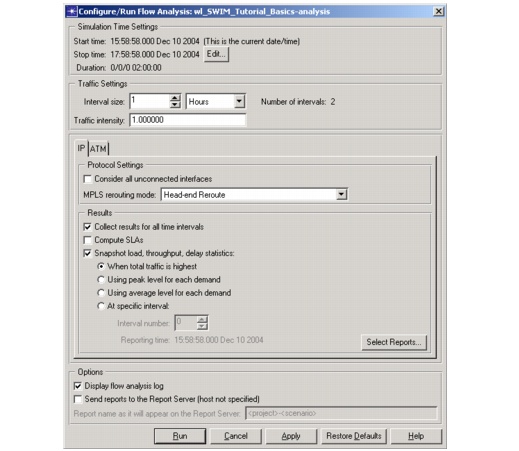 Configure/Run Flow Analysis: wl_SWIM_Tutorial_Basics-analysis
Simulation Time Settings
Start time: 15:58:58.000 Dec 10 2004 (This is the current date/time)
Stop time: 17:58:58.000 Dec 10 2004 Edit...
Duration: 0/0/0 02:00:00
Traffic Settings
Interval size: 1 Hours Number of intervals: 2
Traffic intensity: 1.000000
IP ATM
Protocol Settings
Consider all unconnected interfaces
MPLS rerouting mode: Head-end Reroute
Results
Collect results for all time intervals
Compute SLAs
Snapshot load, throughput, delay statistics:
When total traffic is highest
Using peak level for each demand
Using average level for each demand
At specific interval:
Interval number: 0
Reporting time: 15:58:58.000 Dec 10 2004
Select Reports...
Options
Display flow analysis log
Send reports to the Report Server (host not specified)
Report name as it will appear on the Report Server: <project>-<scenario>
Run Cancel Apply Restore Defaults Help